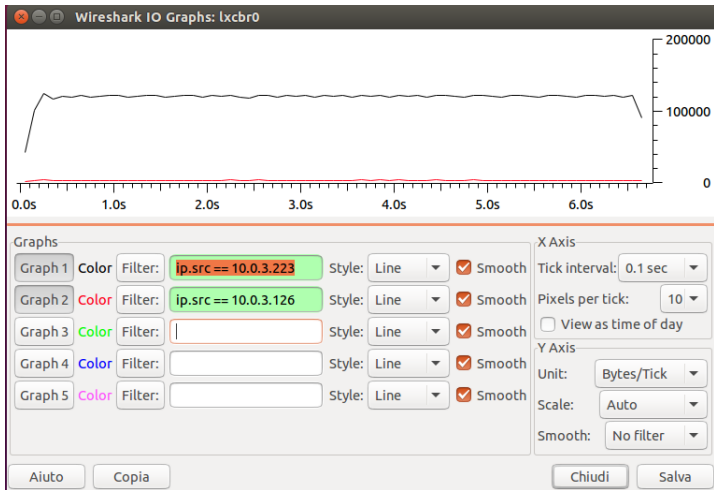 Wireshark IO Graphs: lxcbr0
200000
100000
0
0.0s 1.0s 2.0s 3.0s 4.0s 5.0s 6.0s
Graphs
Graph 1 Color Filter: ip.src == 10.0.3.223 Style: Line Smooth
Graph 2 Color Filter: ip.src == 10.0.3.126 Style: Line Smooth
Graph 3 Color Filter: Style: Line Smooth
Graph 4 Color Filter: Style: Line Smooth
Graph 5 Color Filter: Style: Line Smooth
X Axis
Tick interval: 0.1 sec
Pixels per tick: 10
View as time of day
Y Axis
Unit: Bytes/Tick
Scale: Auto
Smooth: No filter
Aiuto Copia Chiudi Salva